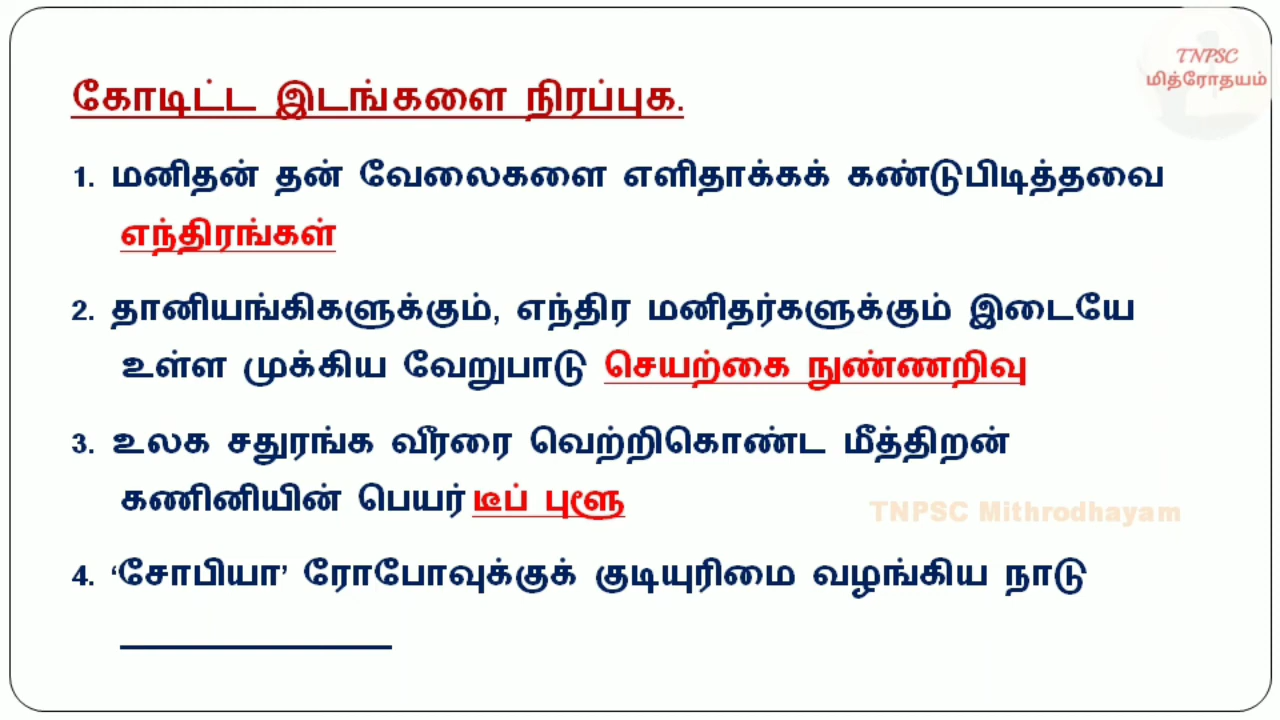 TNPSC
மித்ரோதயம்
கோடிட்ட இடங்களை நிரப்புக.
1. மனிதன் தன் வேலைகளை எளிதாக்கக் கண்டுபிடித்தவை
எந்திரங்கள்
2. தானியங்கிகளுக்கும், எந்திர மனிதர்களுக்கும் இடையே
உள்ள முக்கிய வேறுபாடு செயற்கை நுண்ணறிவு
3. உலக சதுரங்க வீரரை வெற்றிகொண்ட மீத்திறன்
கணினியின் பெயர் டீப் புளூ
TNPSC Mithrodhayam
4. ‘சோபியா’ ரோபோவுக்குக் குடியுரிமை வழங்கிய நாடு